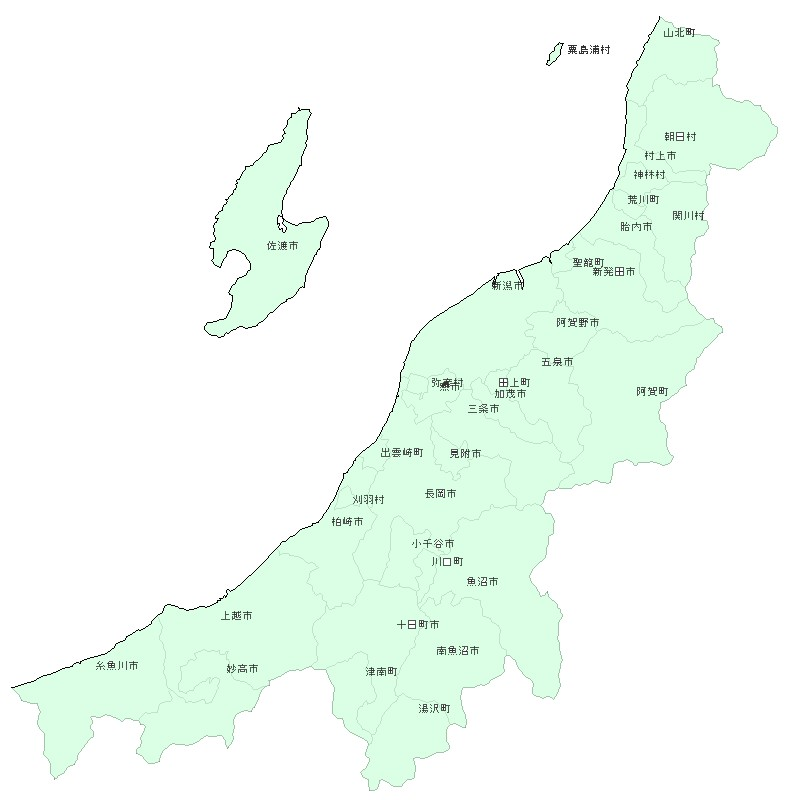 山北町
粟島浦村
朝日村
村上市
神林村
荒川町
関川村
胎内市
佐渡市
聖籠町
新発田市
新潟市
阿賀野市
五泉市
弥彦村
燕市
田上町
阿賀町
加茂市
三条市
出雲崎町
見附市
長岡市
刈羽村
柏崎市
小千谷市
川口町
魚沼市
上越市
十日町市
南魚沼市
糸魚川市
妙高市
津南町
湯沢町